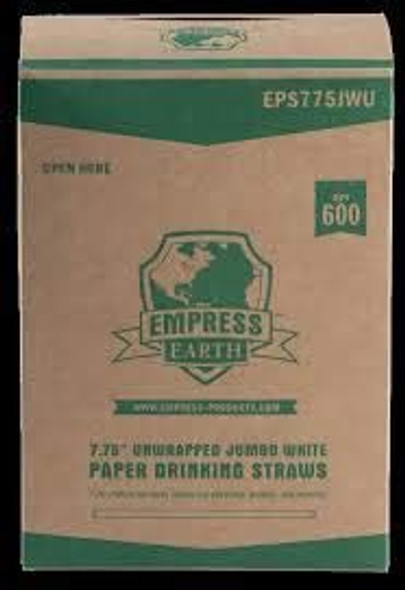 EPS775JWU
OPEN HERE
600
EMPRESS
EARTH
www.empress-products.com
7.75" UNWRAPPED JUMBO WHITE
PAPER DRINKING STRAWS